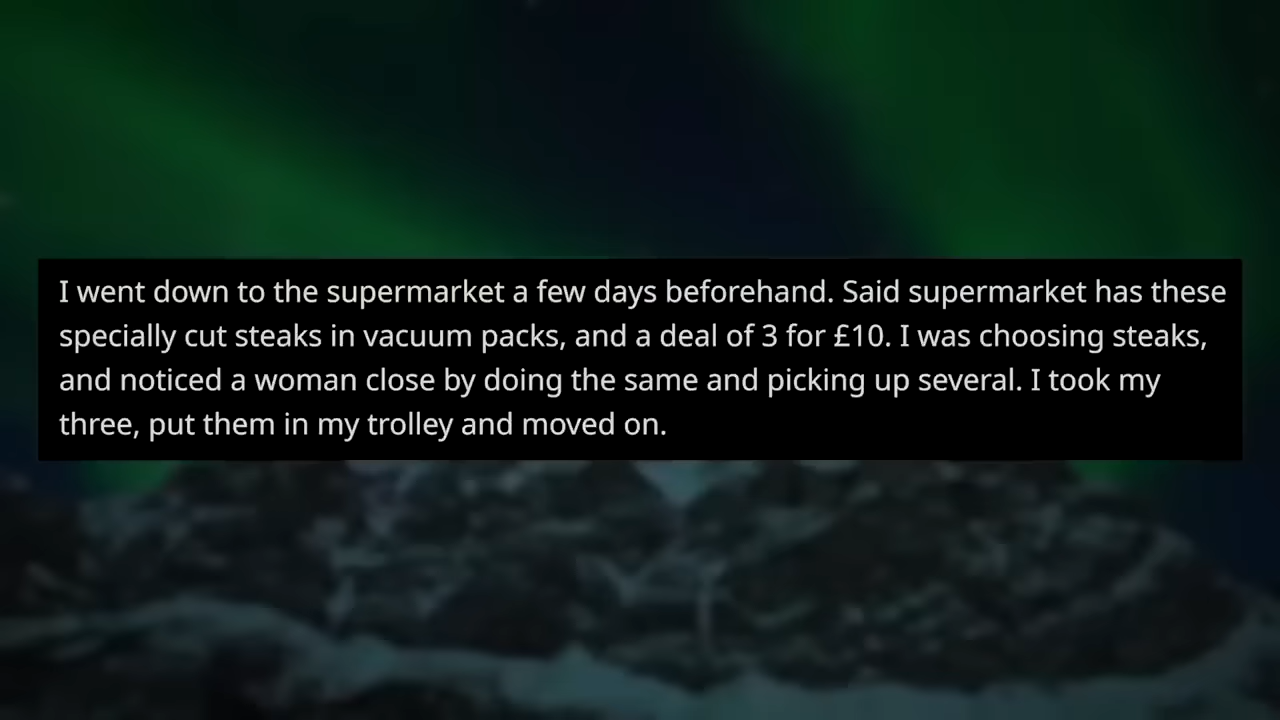 I went down to the supermarket a few days beforehand. Said supermarket has these
specially cut steaks in vacuum packs, and a deal of 3 for £10. I was choosing steaks,
and noticed a woman close by doing the same and picking up several. I took my
three, put them in my trolley and moved on.